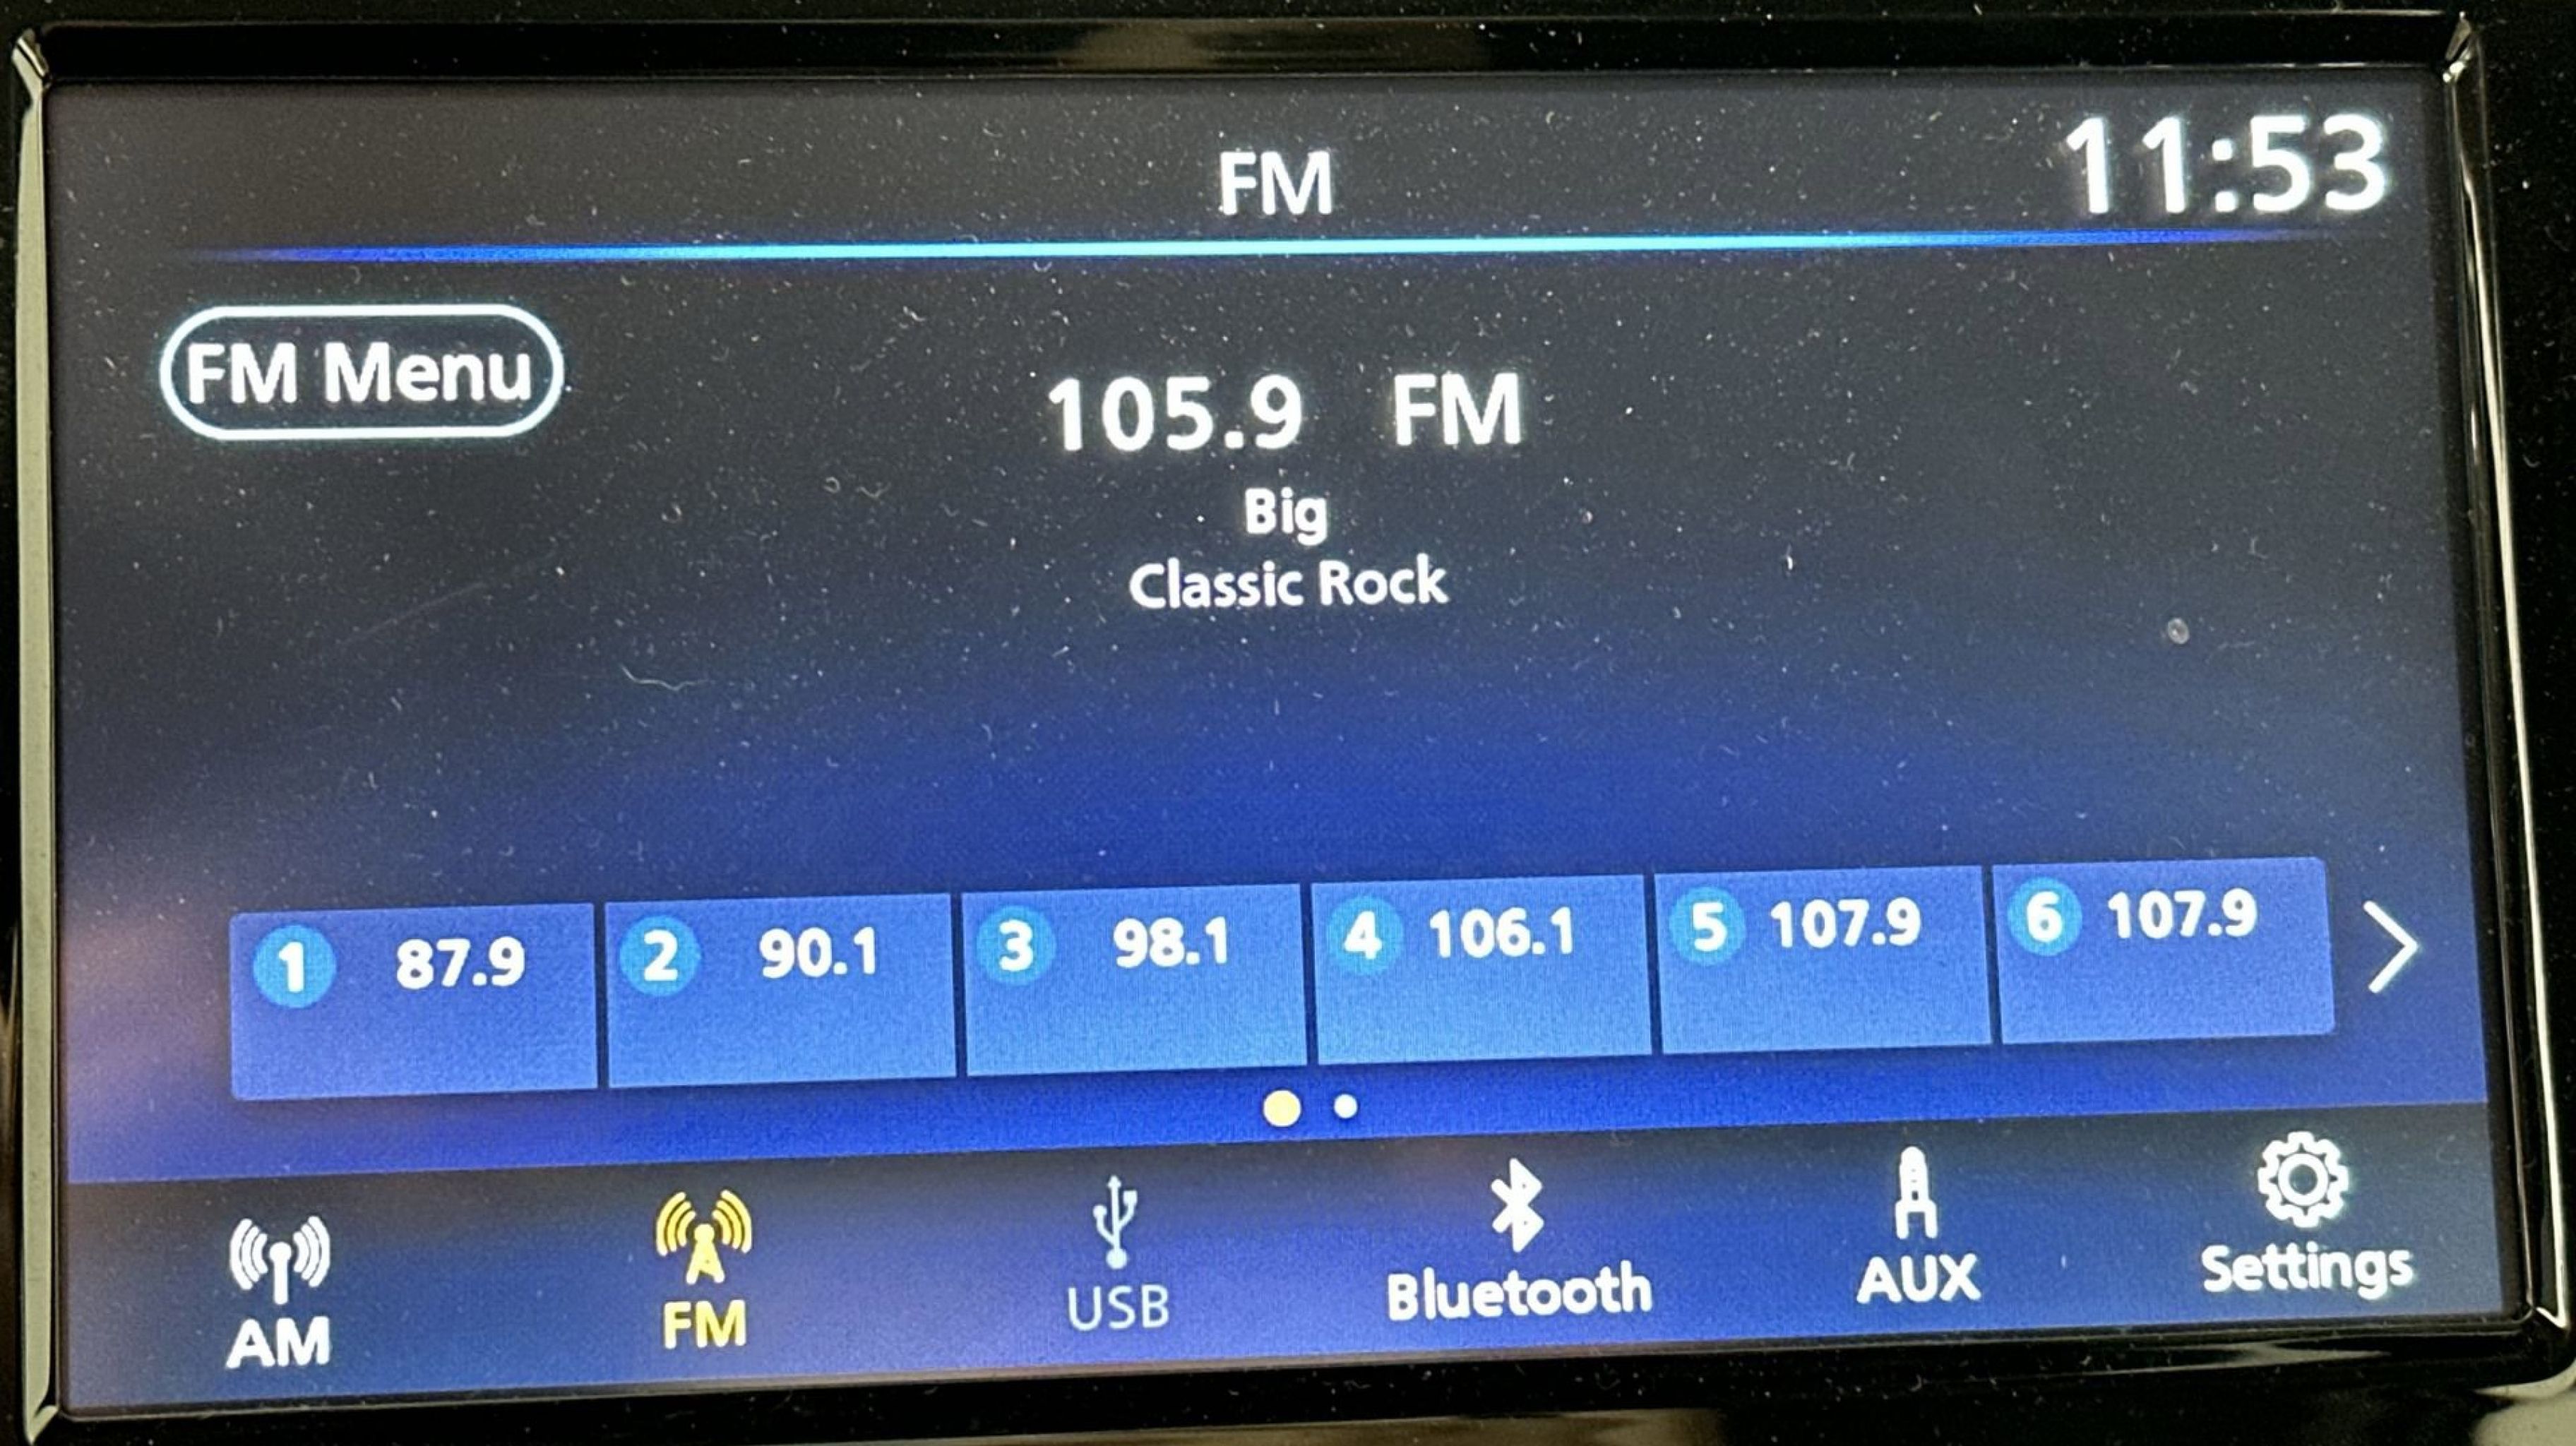 FM
11:53
FM Menu
105.9 FM
Big
Classic Rock
1 87.9
2 90.1
3 98.1
4 106.1
5 107.9
6 107.9
AM
FM
USB
Bluetooth
AUX
Settings